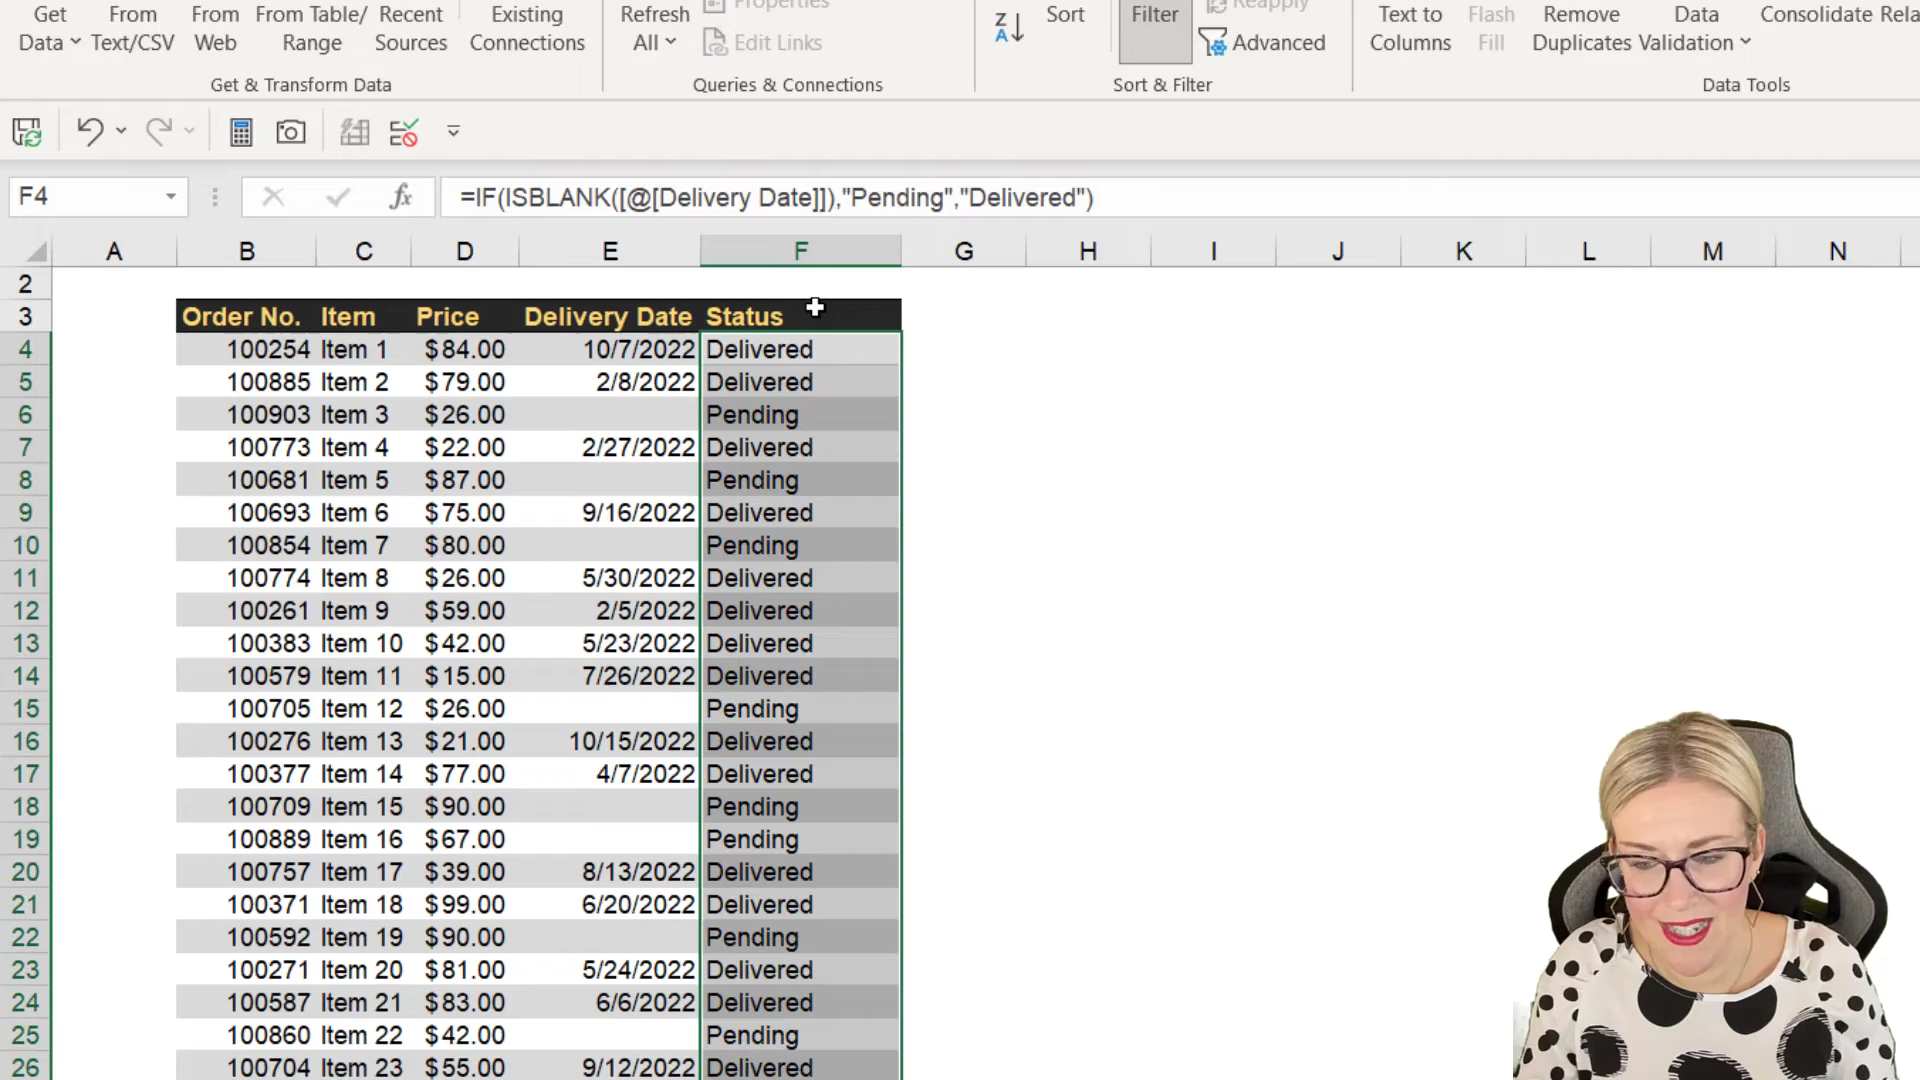 Get Data
From Text/CSV
From Web
From Table/ Range
Recent Sources
Existing Connections
Refresh All
Properties
Edit Links
Sort
Filter
Reapply
Advanced
Text to Columns
Flash Fill
Remove Duplicates
Data Validation
Consolidate
Rela
Get & Transform Data
Queries & Connections
Sort & Filter
Data Tools
F4
fx
=IF(ISBLANK([@[Delivery Date]]),"Pending","Delivered")
A B C D E F G H I J K L M N
2
3 Order No. Item Price Delivery Date Status
4 100254 Item 1 $84.00 10/7/2022 Delivered
5 100885 Item 2 $79.00 2/8/2022 Delivered
6 100903 Item 3 $26.00 Pending
7 100773 Item 4 $22.00 2/27/2022 Delivered
8 100681 Item 5 $87.00 Pending
9 100693 Item 6 $75.00 9/16/2022 Delivered
10 100854 Item 7 $80.00 Pending
11 100774 Item 8 $26.00 5/30/2022 Delivered
12 100261 Item 9 $59.00 2/5/2022 Delivered
13 100383 Item 10 $42.00 5/23/2022 Delivered
14 100579 Item 11 $15.00 7/26/2022 Delivered
15 100705 Item 12 $26.00 Pending
16 100276 Item 13 $21.00 10/15/2022 Delivered
17 100377 Item 14 $77.00 4/7/2022 Delivered
18 100709 Item 15 $90.00 Pending
19 100889 Item 16 $67.00 Pending
20 100757 Item 17 $39.00 8/13/2022 Delivered
21 100371 Item 18 $99.00 6/20/2022 Delivered
22 100592 Item 19 $90.00 Pending
23 100271 Item 20 $81.00 5/24/2022 Delivered
24 100587 Item 21 $83.00 6/6/2022 Delivered
25 100860 Item 22 $42.00 Pending
26 100704 Item 23 $55.00 9/12/2022 Delivered